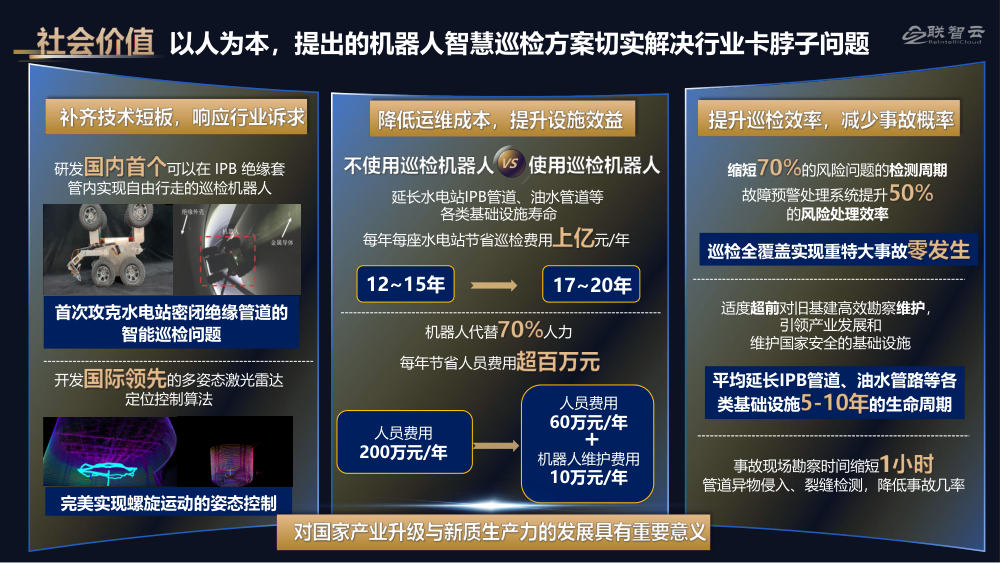 社会价值 以人为本，提出的机器人智慧巡检方案切实解决行业卡脖子问题
联智云
ReIntelliCloud
补齐技术短板，响应行业诉求
研发国内首个可以在 IPB 绝缘套
管内实现自由行走的巡检机器人
绝缘外壳
机器人
金属导体
首次攻克水电站密闭绝缘管道的
智能巡检问题
开发国际领先的多姿态激光雷达
定位控制算法
完美实现螺旋运动的姿态控制
降低运维成本，提升设施效益
不使用巡检机器人 VS 使用巡检机器人
延长水电站IPB管道、油水管道等
各类基础设施寿命
每年每座水电站节省巡检费用上亿元/年
12~15年
17~20年
机器人代替70%人力
每年节省人员费用超百万元
人员费用
200万元/年
人员费用
60万元/年
+
机器人维护费用
10万元/年
提升巡检效率，减少事故概率
缩短70%的风险问题的检测周期
故障预警处理系统提升50%
的风险处理效率
巡检全覆盖实现重特大事故零发生
适度超前对旧基建高效勘察维护，
引领产业发展和
维护国家安全的基础设施
平均延长IPB管道、油水管路等各
类基础设施5-10年的生命周期
事故现场勘察时间缩短1小时
管道异物侵入、裂缝检测，降低事故几率
对国家产业升级与新质生产力的发展具有重要意义